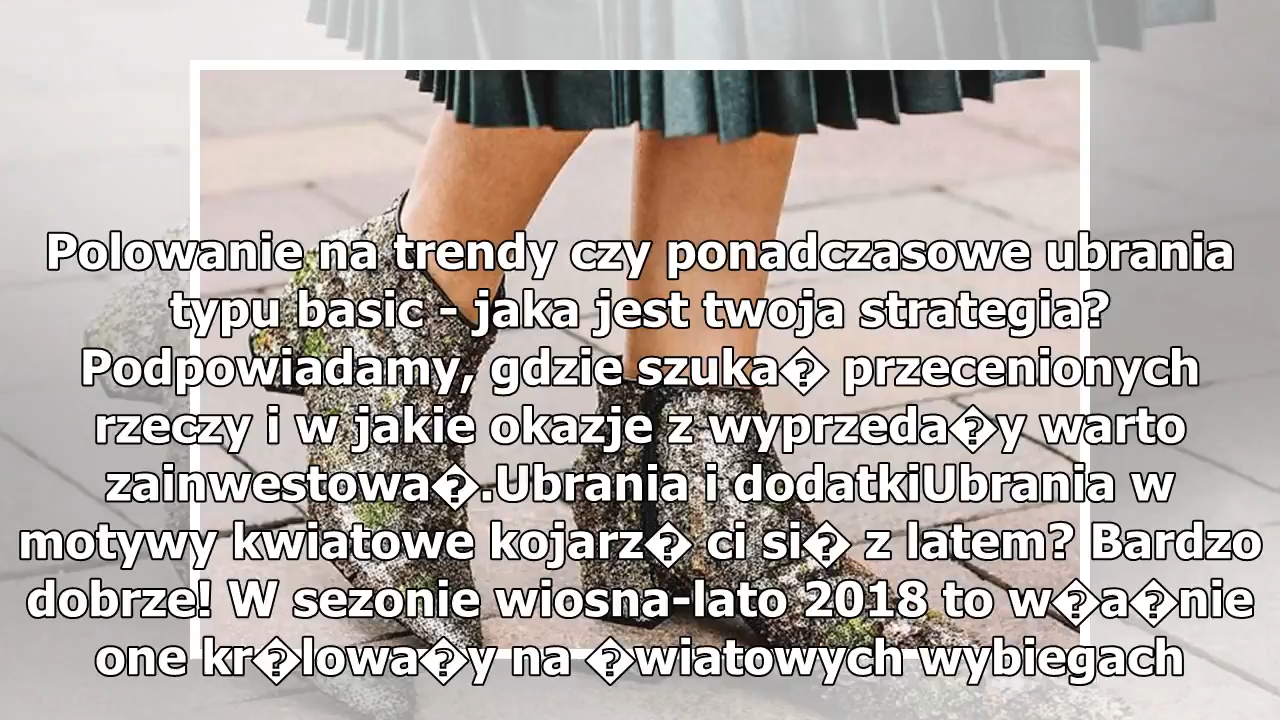 Polowanie na trendy czy ponadczasowe ubrania
typu basic - jaka jest twoja strategia?
Podpowiadamy, gdzie szuka� przecenionych
rzeczy i w jakie okazje z wyprzeda�y warto
zainwestowa�.Ubrania i dodatkiUbrania w
motywy kwiatowe kojarz� ci si� z latem? Bardzo
dobrze! W sezonie wiosna-lato 2018 to w�a�nie
one kr�lowa�y na �wiatowych wybiegach